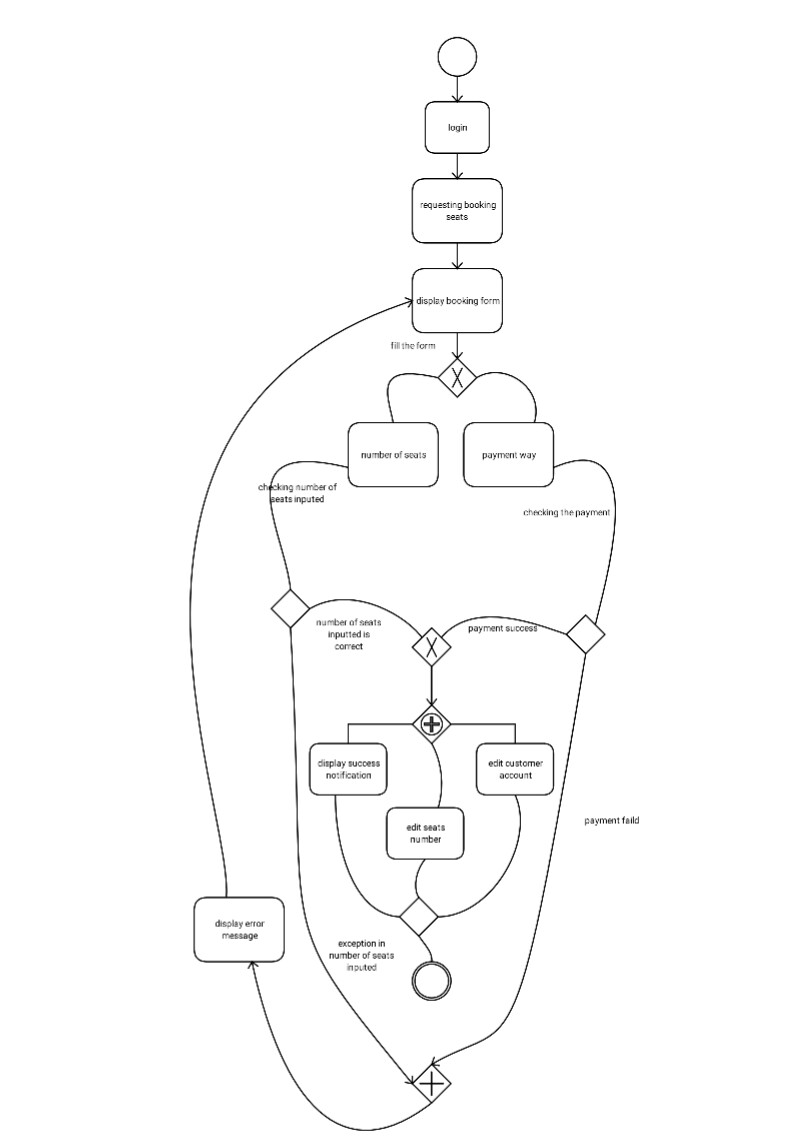 login
requesting booking
seats
display booking form
fill the form
X
number of seats
payment way
checking number of
seats inputed
checking the payment
number of seats
inputted is
correct
payment success
X
display success
notification
edit customer
account
edit seats
number
payment faild
display error
message
exception in
number of seats
inputed